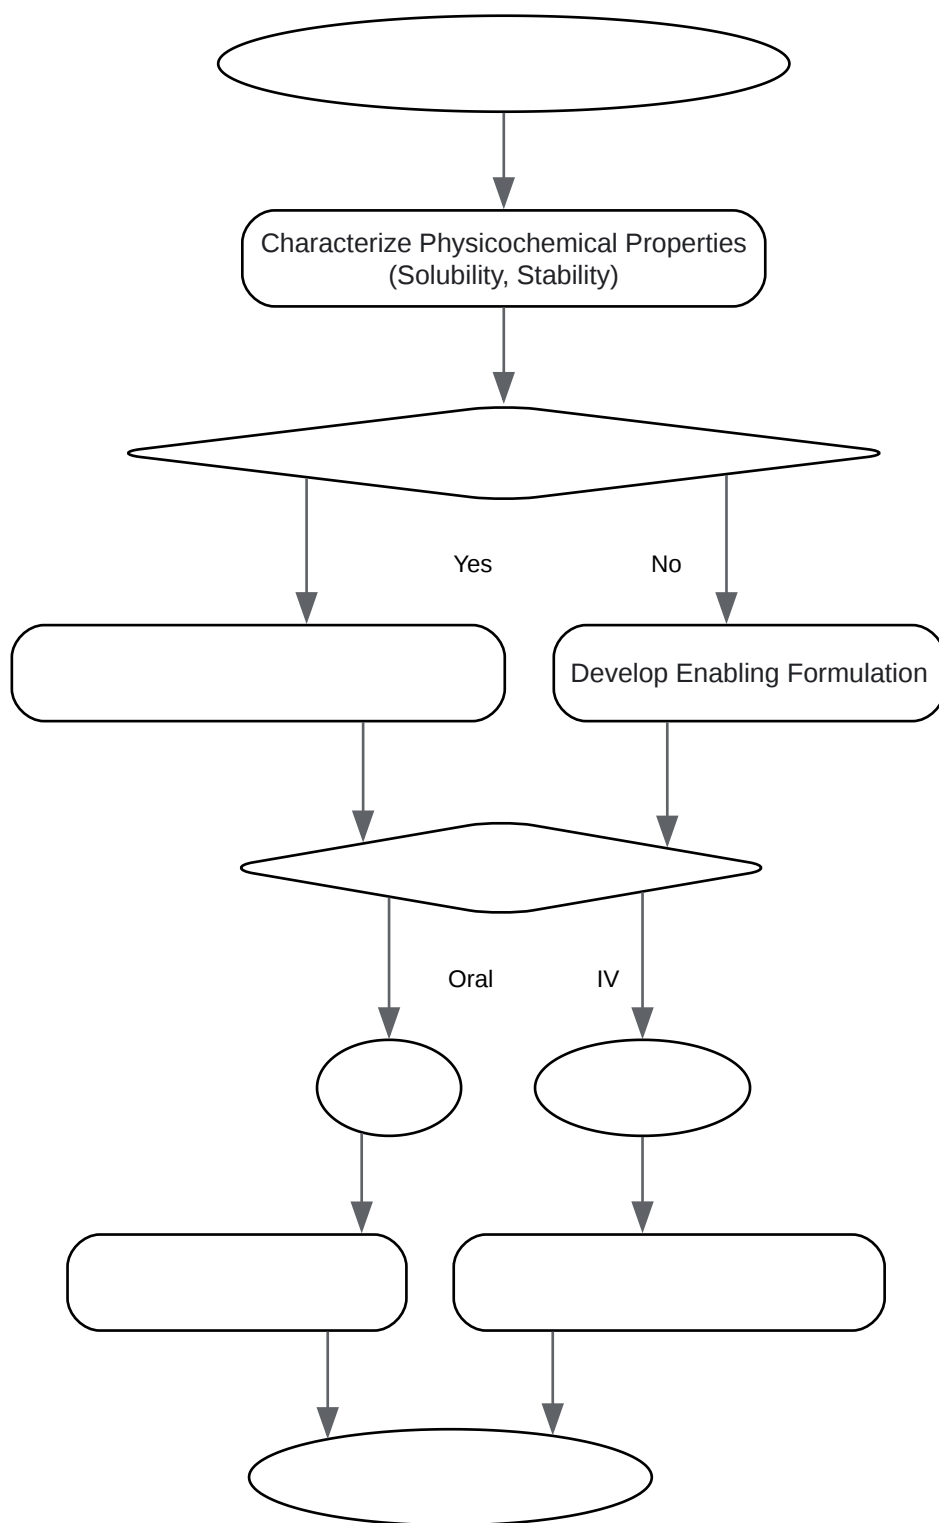 Characterize Physicochemical Properties
(Solubility, Stability)
Yes
No
Develop Enabling Formulation
Oral
IV